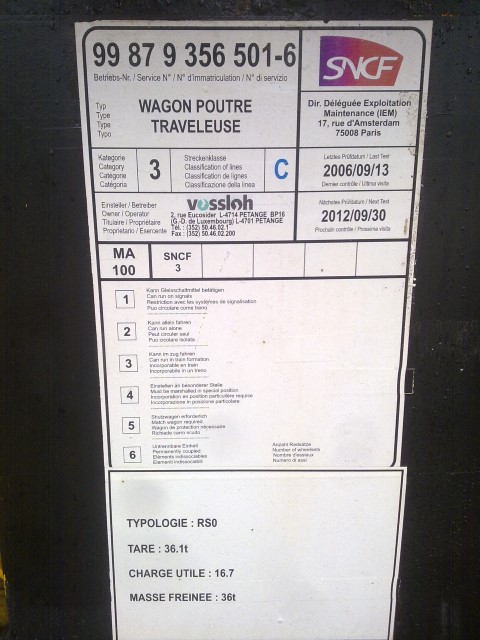 99 87 9 356 501-6
Betriebs-Nr. / Service N° / N° d'immatriculation / N° di servizio
SNCF
Typ
Type
Type
Tipo
WAGON POUTRE
TRAVELEUSE
Dir. Déléguée Exploitation
Maintenance (IEM)
17, rue d'Amsterdam
75008 Paris
Kategorie
Category
Catégorie
Categoria
3
Streckenklasse
Classification of lines
Classification de lignes
Classificazione della linea
C
Letztes Prüfdatum / Last Test
2006/09/13
Dernier contrôle / Ultima visita
Einsteller / Betreiber
Owner / Operator
Titulaire / Propriétaire
Proprietario / Esercente
vossloh
2, rue Eucosider L-4714 PETANGE BP16
(G.-D. de Luxembourg) L-4701 PETANGE
Tél. : (352) 50.46.02.1
Fax : (352) 50.46.02.200
Nächstes Prüfdatum / Next Test
2012/09/30
Prochain contrôle / Prossima visita
MA
100
SNCF
3
1
Kann Gleisschaltmittel betätigen
Can run on signals
Restriction avec les systèmes de signalisation
Puo circolare come treno
2
Kann allein fahren
Can run alone
Peut circuler seul
Puo circolare isolata
3
Kann im zug fahren
Can run in train formation
Incorporable en train
Incorporabile in un treno
4
Einstellen an besonderer Stelle
Must be marshalled in special position
Incorporation en position particulière requise
Incorporazione in posizione particolare
5
Shutzwagen erforderlich
Match wagon required
Wagon de protection nécessaire
Richiede carro scudo
6
Untrennbare Einheit
Permanently coupled
Eléments indissociables
Elementi indissociabili
Anzahl Radsätze
Number of wheelsets
Nombre d'essieux
Numero di assi
TYPOLOGIE : RS0
TARE : 36.1t
CHARGE UTILE : 16.7
MASSE FREINEE : 36t